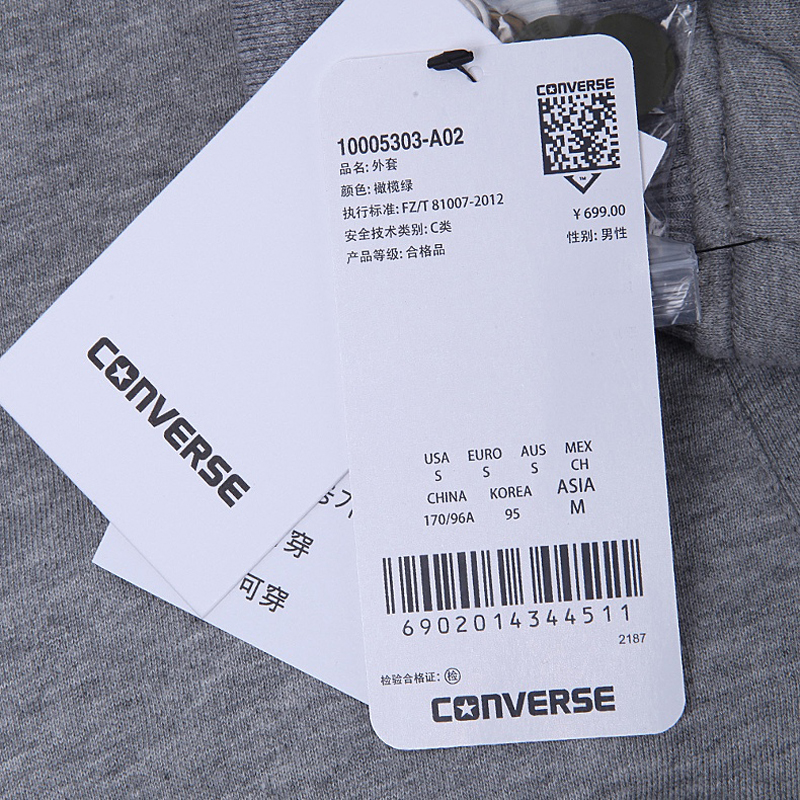 CONVERSE
10005303-A02
品名: 外套
颜色: 橄榄绿
执行标准: FZ/T 81007-2012
安全技术类别: C类
产品等级: 合格品
¥ 699.00
性别: 男性
USA EURO AUS MEX
S S S CH
CHINA KOREA ASIA
170/96A 95 M
6902014344511
2187
检验合格证: 检
CONVERSE
CONVERSE
穿
可穿